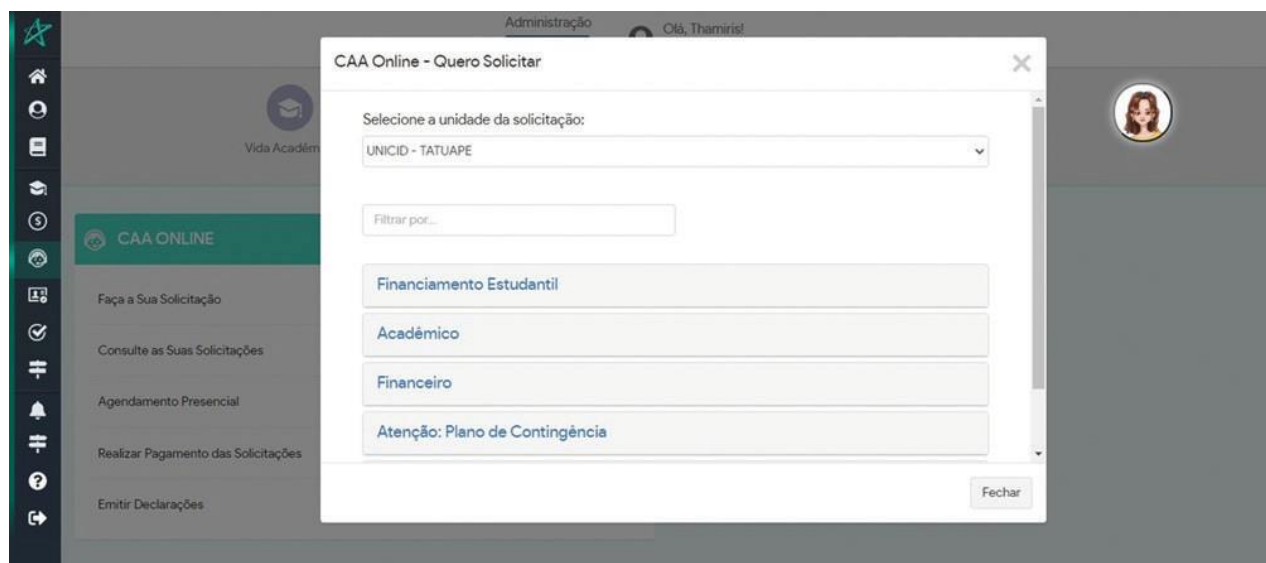 Administração
Olá, Thamiris!
CAA Online - Quero Solicitar
Selecione a unidade da solicitação:
Vida Acadêm
UNICID - TATUAPE
Filtrar por...
CAA ONLINE
Financiamento Estudantil
Faça a Sua Solicitação
Acadêmico
Consulte as Suas Solicitações
Financeiro
Agendamento Presencial
Atenção: Plano de Contingência
Realizar Pagamento das Solicitações
Fechar
Emitir Declarações